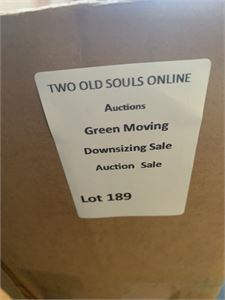 TWO OLD SOULS ONLINE
Auctions
Green Moving
Downsizing Sale
Auction Sale
Lot 189